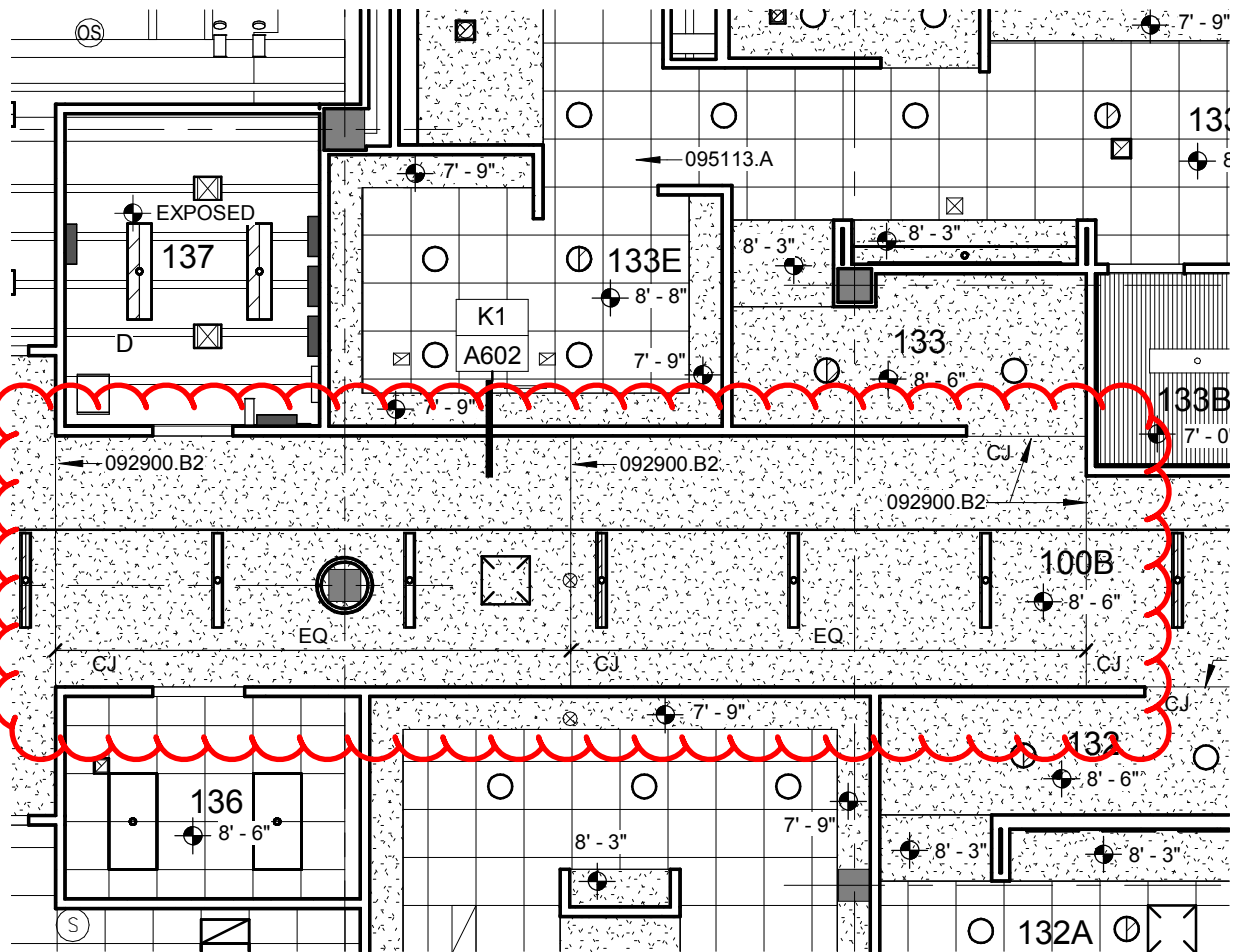 OS
7' - 9"
133
095113.A
7' - 9"
EXPOSED
137
8' - 3"
8' - 3"
133E
8' - 8"
K1
A602
D
7' - 9"
133
8' - 6"
133B
7' - 9"
7' - 0
CJ
092900.B2
092900.B2
092900.B2
100B
8' - 6"
EQ
EQ
CJ
CJ
CJ
CJ
7' - 9"
132
8' - 6"
136
8' - 6"
7' - 9"
8' - 3"
8' - 3"
8' - 3"
S
132A